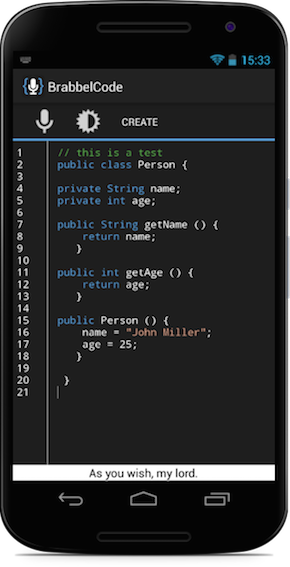 15:33
{} BrabbelCode
CREATE
1 // this is a test
2 public class Person {
3
4 private String name;
5 private int age;
6
7 public String getName () {
8 return name;
9 }
10
11 public int getAge () {
12 return age;
13 }
14
15 public Person () {
16 name = "John Miller";
17 age = 25;
18 }
19
20 }
21
As you wish, my lord.